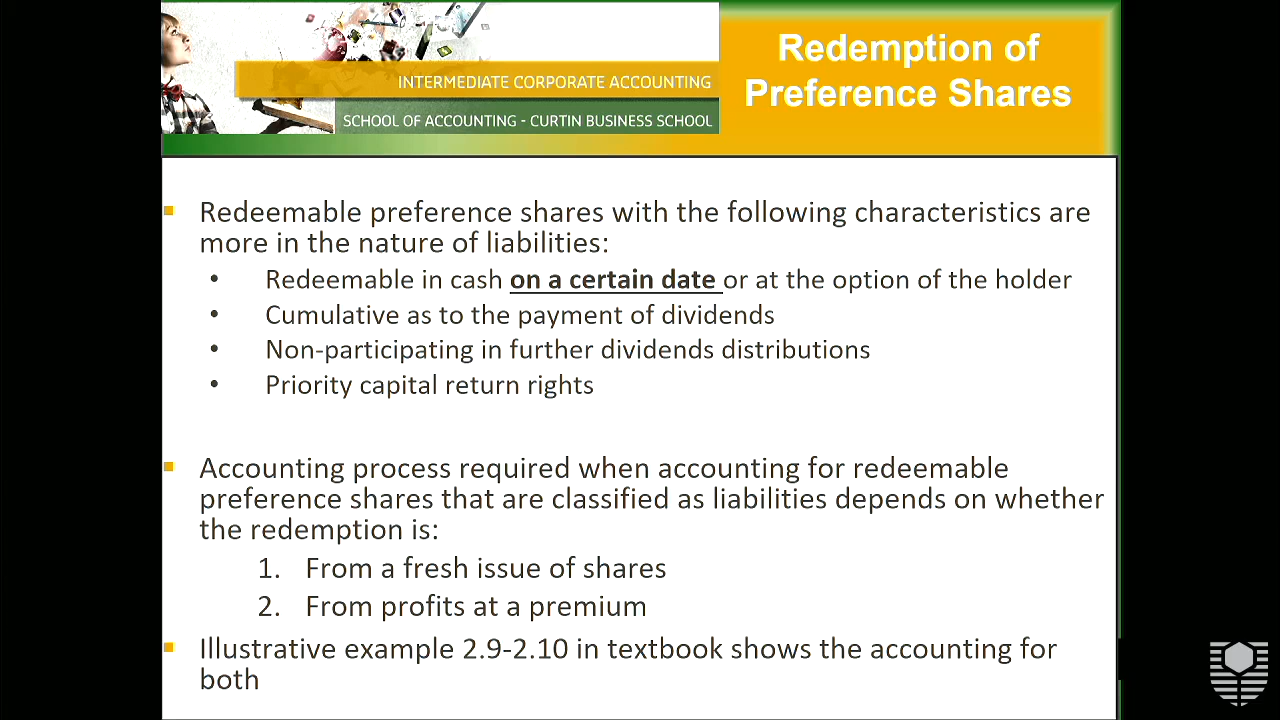 INTERMEDIATE CORPORATE ACCOUNTING
SCHOOL OF ACCOUNTING - CURTIN BUSINESS SCHOOL
Redemption of
Preference Shares
▪ Redeemable preference shares with the following characteristics are
more in the nature of liabilities:
• Redeemable in cash on a certain date or at the option of the holder
• Cumulative as to the payment of dividends
• Non-participating in further dividends distributions
• Priority capital return rights
▪ Accounting process required when accounting for redeemable
preference shares that are classified as liabilities depends on whether
the redemption is:
1. From a fresh issue of shares
2. From profits at a premium
▪ Illustrative example 2.9-2.10 in textbook shows the accounting for
both